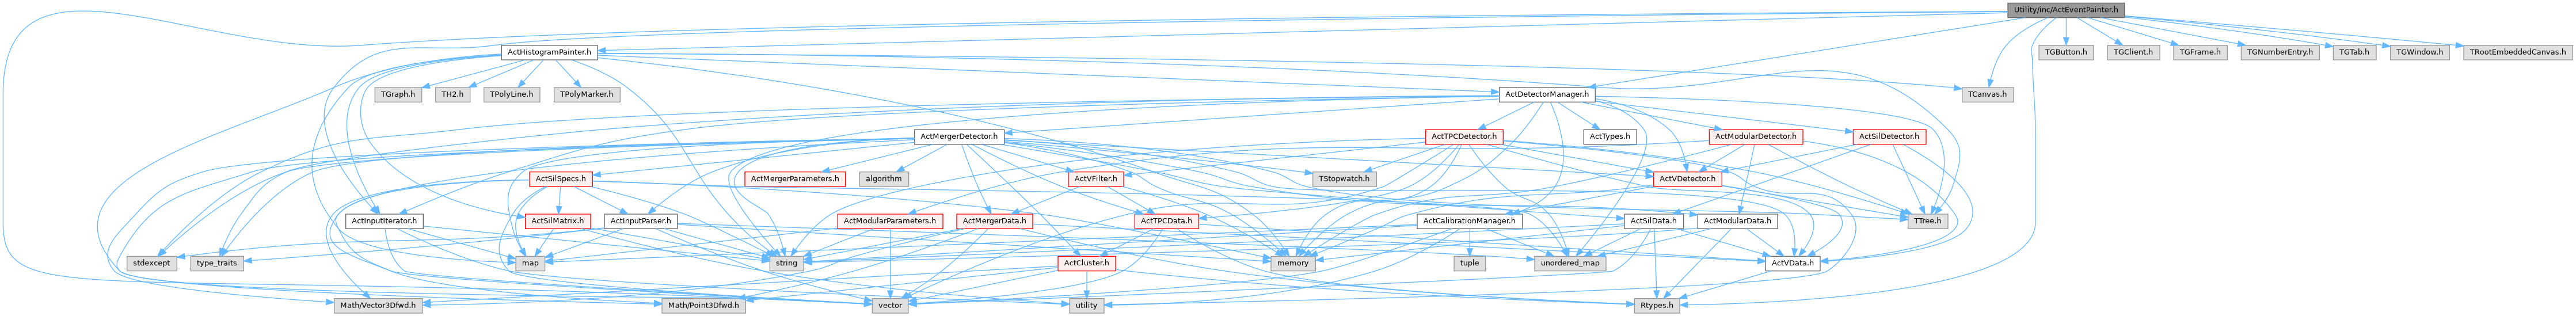 Utility/inc/ActEventPainter.h
ActHistogramPainter.h
TGButton.h
TGClient.h
TGFrame.h
TGNumberEntry.h
TGTab.h
TGWindow.h
TRootEmbeddedCanvas.h
TGraph.h
TH2.h
TPolyLine.h
TPolyMarker.h
ActDetectorManager.h
TCanvas.h
ActMergerDetector.h
ActTPCDetector.h
ActTypes.h
ActModularDetector.h
ActSilDetector.h
ActSilSpecs.h
ActMergerParameters.h
algorithm
ActVFilter.h
TStopwatch.h
ActVDetector.h
ActInputIterator.h
ActSilMatrix.h
ActInputParser.h
ActModularParameters.h
ActMergerData.h
ActTPCData.h
ActCalibrationManager.h
ActSilData.h
ActModularData.h
TTree.h
stdexcept
type_traits
map
string
ActCluster.h
memory
tuple
unordered_map
ActVData.h
Math/Vector3Dfwd.h
Math/Point3Dfwd.h
vector
utility
Rtypes.h